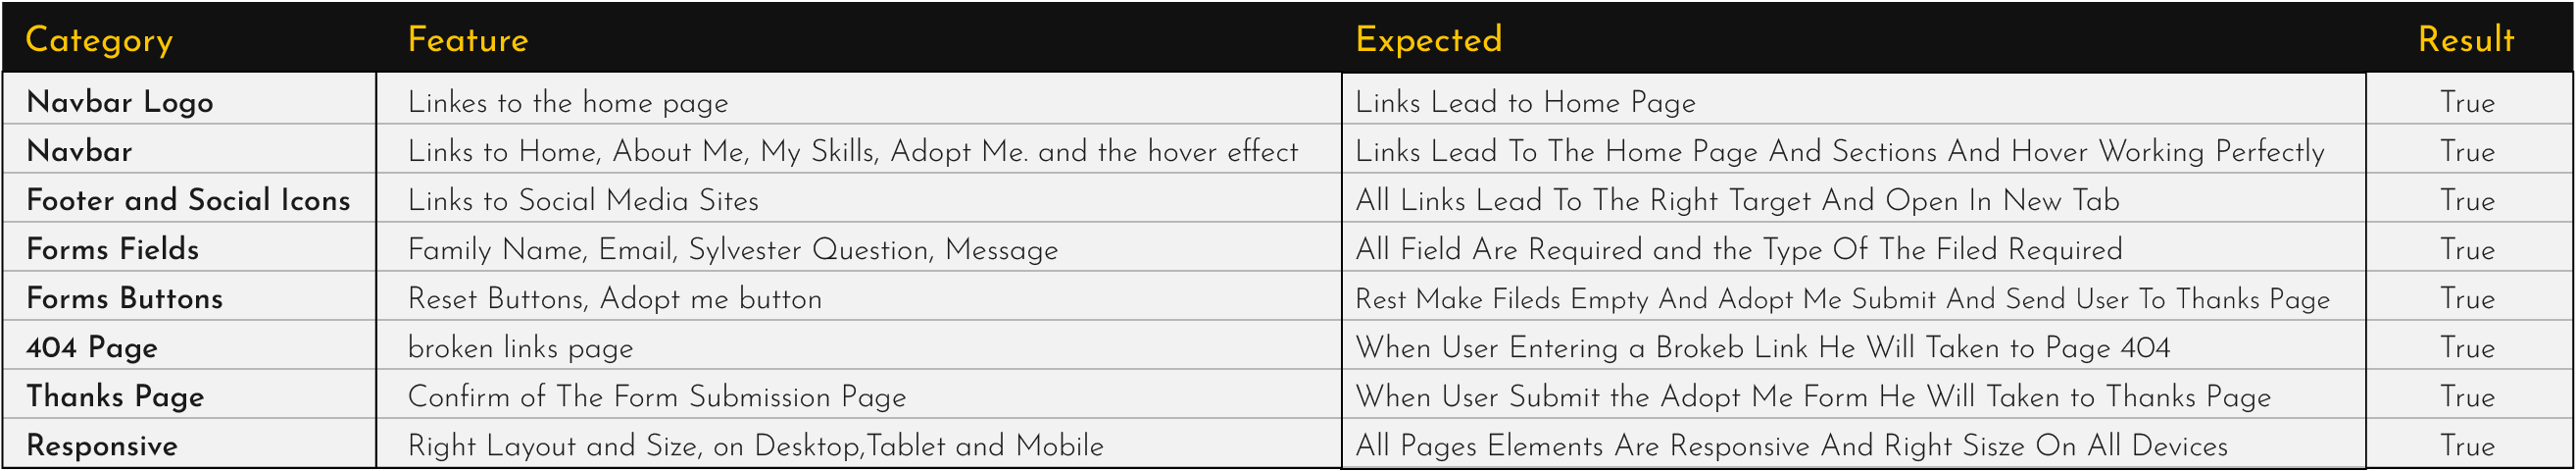 Category Feature Expected Result
Navbar Logo Linkes to the home page Links Lead to Home Page True
Navbar Links to Home, About Me, My Skills, Adopt Me. and the hover effect Links Lead To The Home Page And Sections And Hover Working Perfectly True
Footer and Social Icons Links to Social Media Sites All Links Lead To The Right Target And Open In New Tab True
Forms Fields Family Name, Email, Sylvester Question, Message All Field Are Required and the Type Of The Filed Required True
Forms Buttons Reset Buttons, Adopt me button Rest Make Fileds Empty And Adopt Me Submit And Send User To Thanks Page True
404 Page broken links page When User Entering a Brokeb Link He Will Taken to Page 404 True
Thanks Page Confirm of The Form Submission Page When User Submit the Adopt Me Form He Will Taken to Thanks Page True
Responsive Right Layout and Size, on Desktop,Tablet and Mobile All Pages Elements Are Responsive And Right Sisze On All Devices True